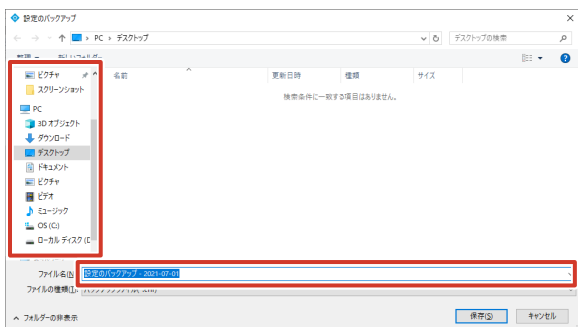 設定のバックアップ
PC › デスクトップ
デスクトップの検索
ピクチャ
スクリーンショット
PC
3D オブジェクト
ダウンロード
デスクトップ
ドキュメント
ピクチャ
ビデオ
ミュージック
OS (C:)
ローカル ディスク (D
名前 更新日時 種類 サイズ
検索条件に一致する項目はありません。
ファイル名(N
設定のバックアップ - 2021-07-01
ファイルの種類(T):
フォルダーの非表示
保存(S) キャンセル